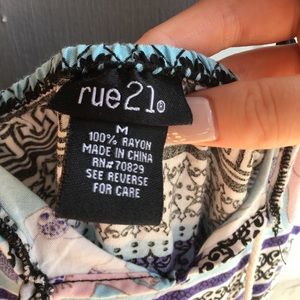 rue21®
M
100% RAYON
MADE IN CHINA
RN# 70829
SEE REVERSE
FOR CARE